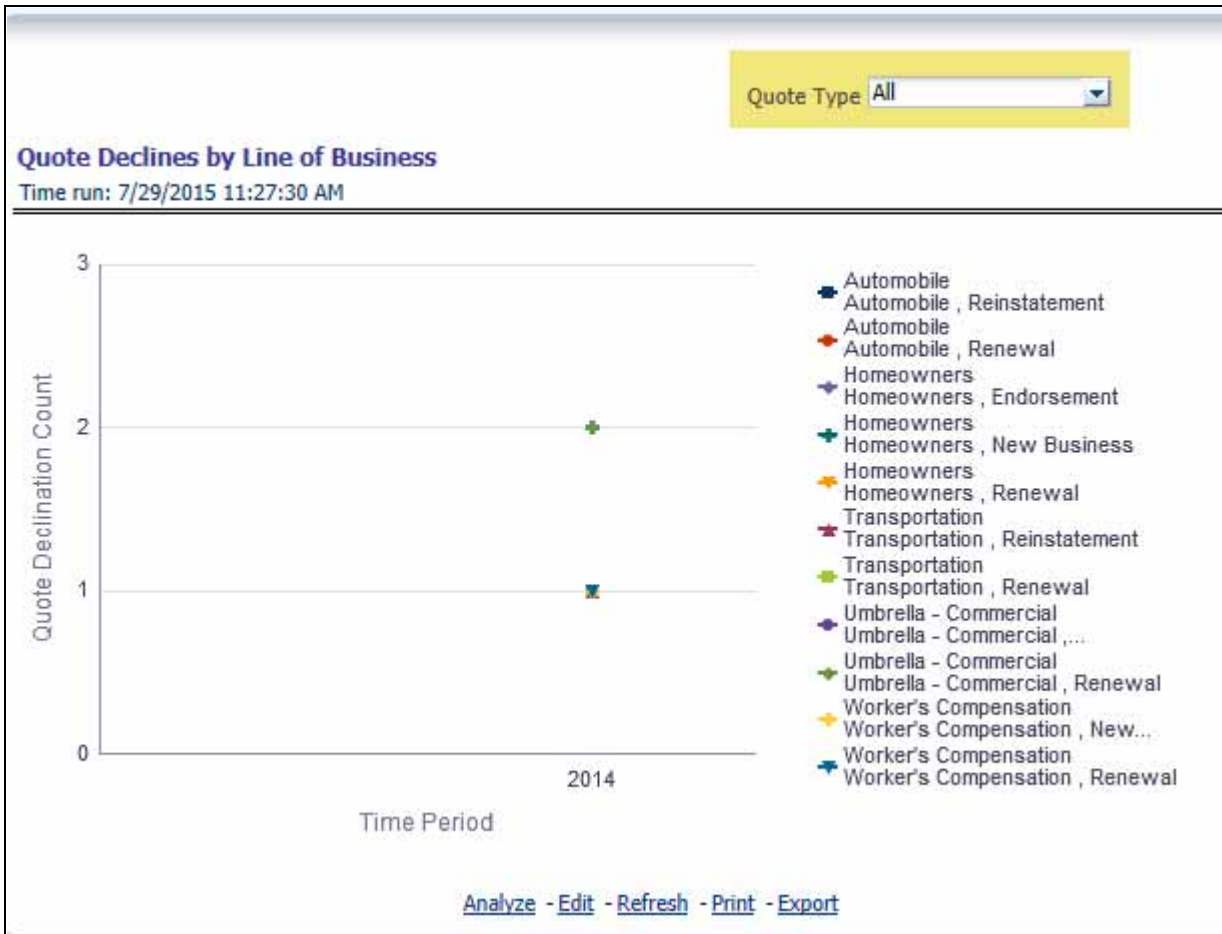 Quote Type All
Quote Declines by Line of Business
Time run: 7/29/2015 11:27:30 AM
3
2
1
0
Quote Declination Count
2014
Time Period
Automobile
Automobile , Reinstatement
Automobile
Automobile , Renewal
Homeowners
Homeowners , Endorsement
Homeowners
Homeowners , New Business
Homeowners
Homeowners , Renewal
Transportation
Transportation , Reinstatement
Transportation
Transportation , Renewal
Umbrella - Commercial
Umbrella - Commercial ,...
Umbrella - Commercial
Umbrella - Commercial , Renewal
Worker's Compensation
Worker's Compensation , New...
Worker's Compensation
Worker's Compensation , Renewal
Analyze - Edit - Refresh - Print - Export